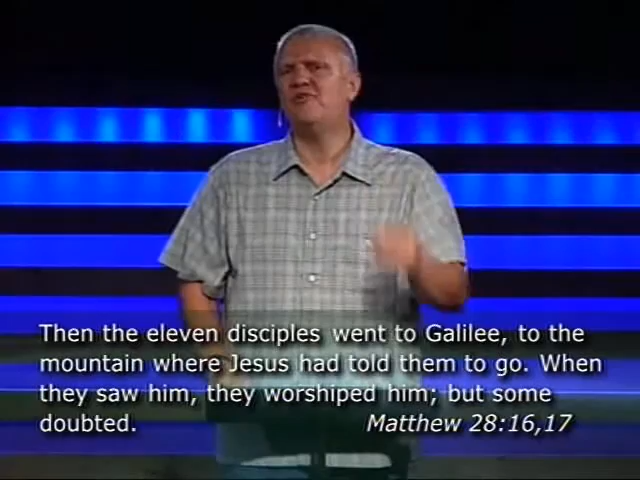 Then the eleven disciples went to Galilee, to the
mountain where Jesus had told them to go. When
they saw him, they worshiped him; but some
doubted. Matthew 28:16,17